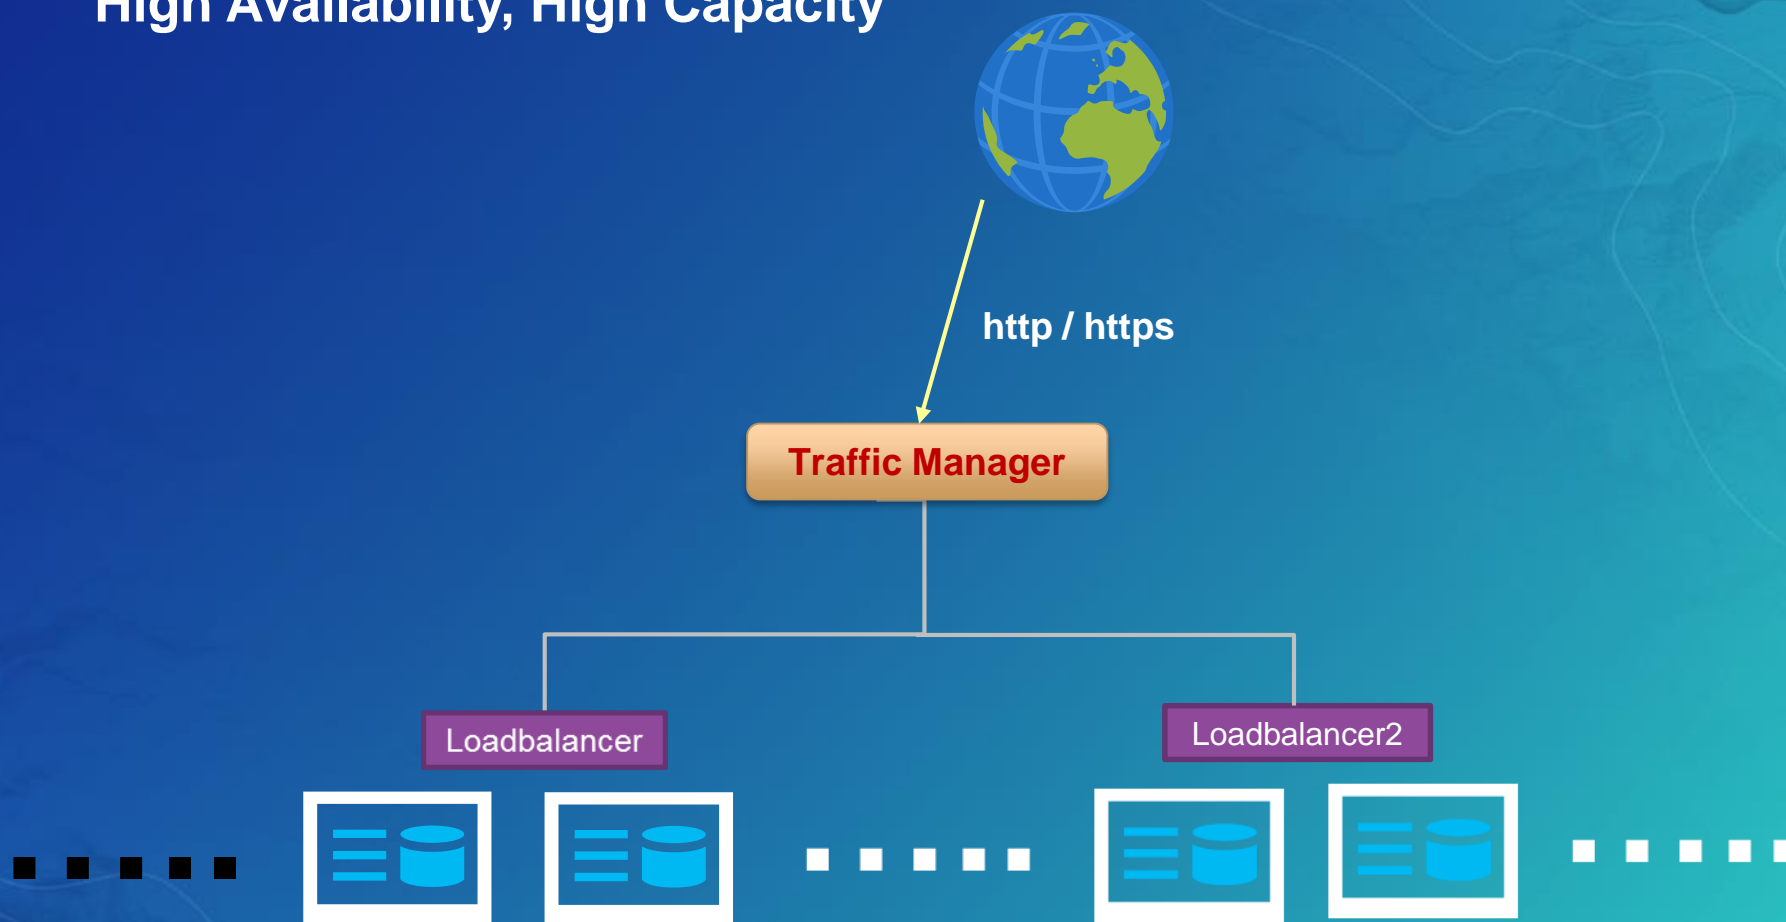 High Availability, High Capacity
http / https
Traffic Manager
Loadbalancer
Loadbalancer2